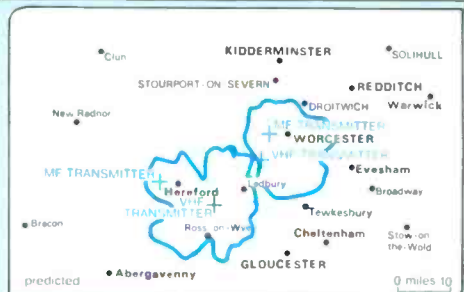 Clun
KIDDERMINSTER
SOLIHULL
STOURPORT-ON SEVERN
REDDITCH
New Radnor
DROITWICH
Warwick
MF TRANSMITTER
WORCESTER
VHF TRANSMITTER
MF TRANSMITTER
Evesham
Hereford
Ledbury
Broadway
VHF
TRANSMITTER
Tewkesbury
Brecon
Ross-on-Wye
Cheltenham
Stow-on
the-Wold
GLOUCESTER
Abergavenny
predicted
0 miles 10